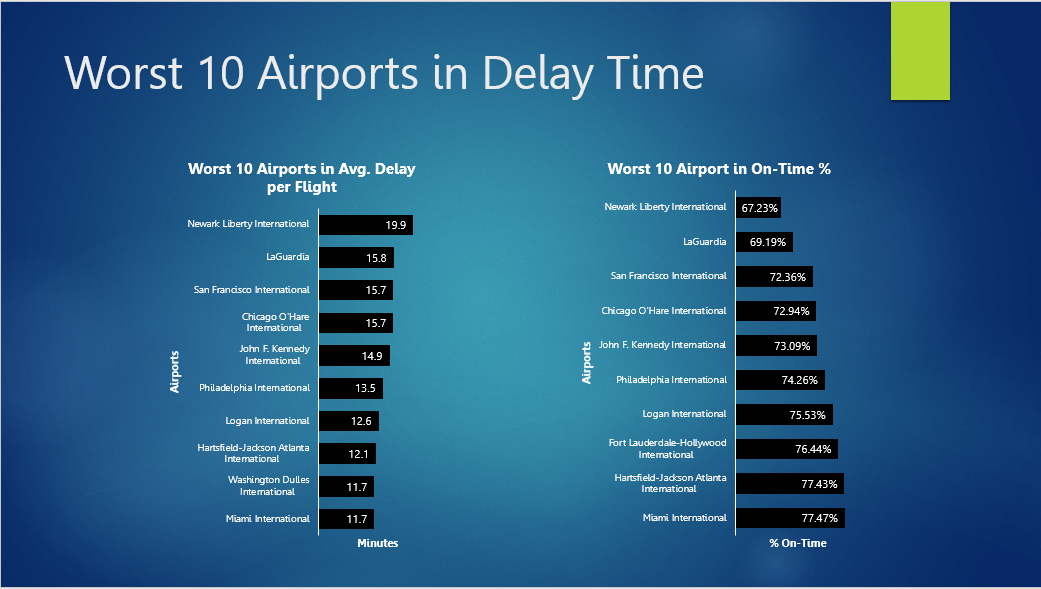 Worst 10 Airports in Delay Time
Worst 10 Airports in Avg. Delay
per Flight
Newark Liberty International 19.9
LaGuardia 15.8
San Francisco International 15.7
Chicago O'Hare
International 15.7
John F. Kennedy
International 14.9
Philadelphia International 13.5
Logan International 12.6
Hartsfield-Jackson Atlanta
International 12.1
Washington Dulles
International 11.7
Miami International 11.7
Airports
Minutes
Worst 10 Airport in On-Time %
Newark Liberty International 67.23%
LaGuardia 69.19%
San Francisco International 72.36%
Chicago O'Hare International 72.94%
John F. Kennedy International 73.09%
Philadelphia International 74.26%
Logan International 75.53%
Fort Lauderdale-Hollywood
International 76.44%
Hartsfield-Jackson Atlanta
International 77.43%
Miami International 77.47%
Airports
% On-Time